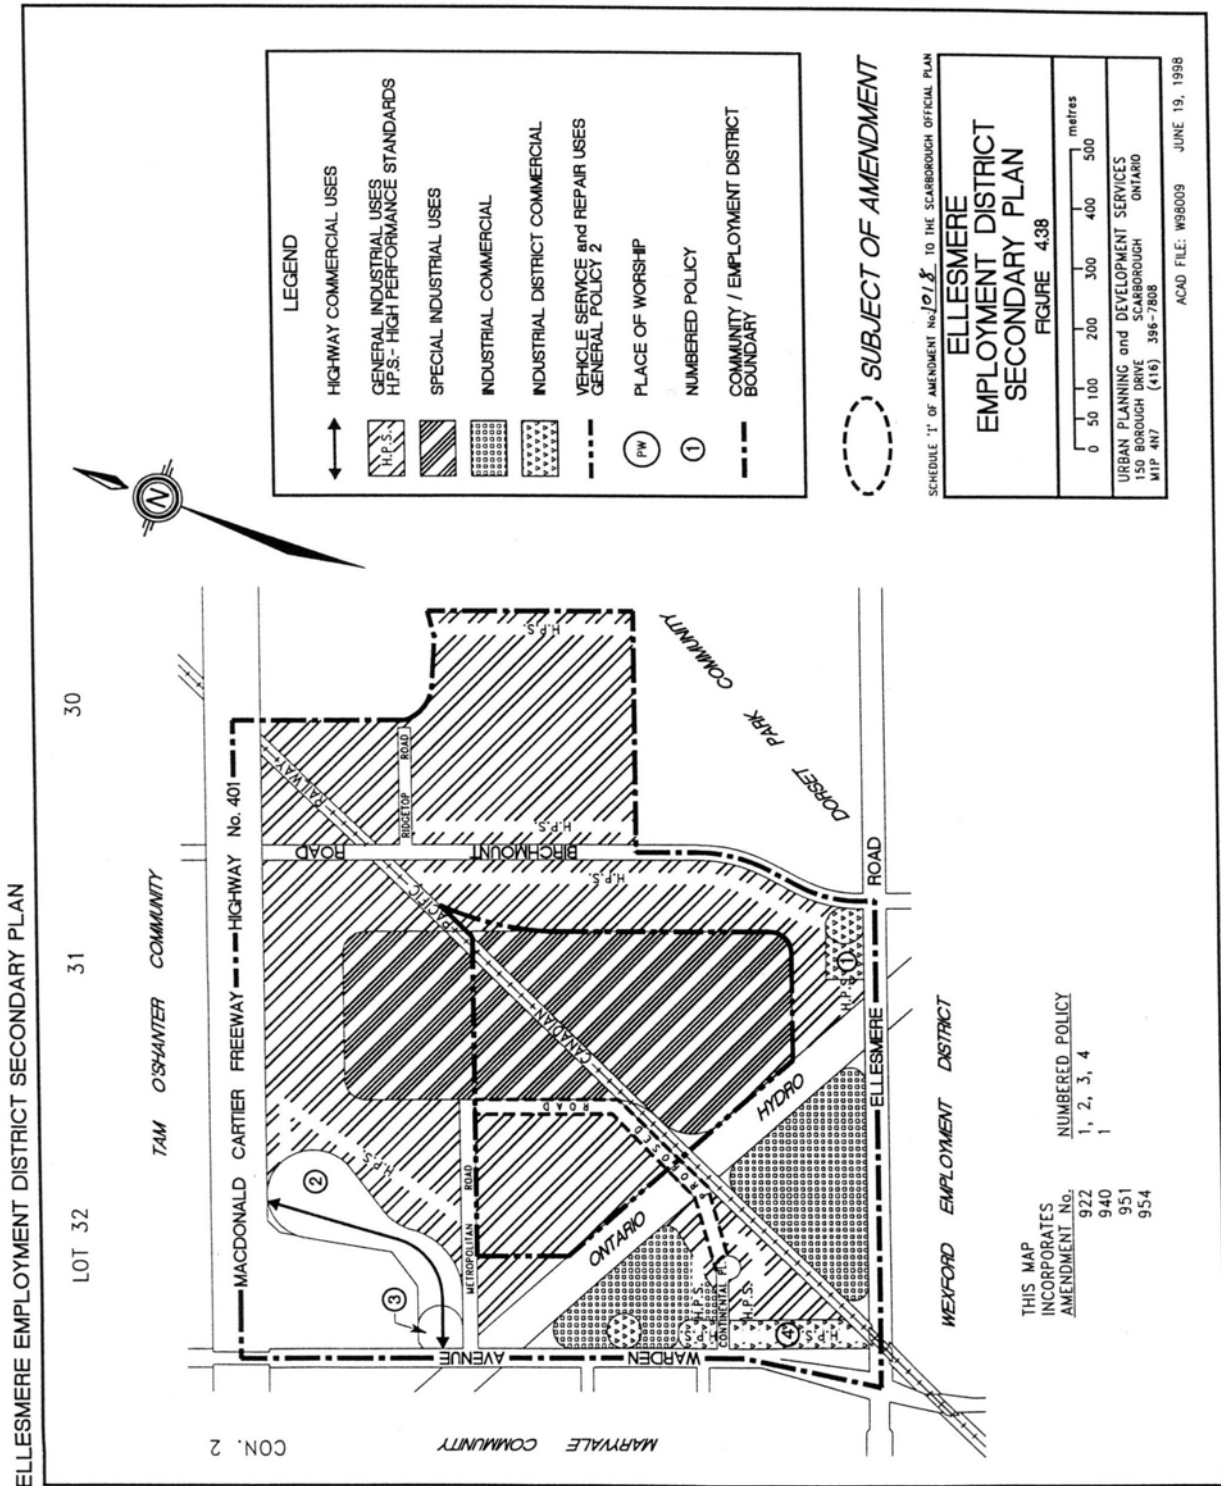 ELLESMERE EMPLOYMENT DISTRICT SECONDARY PLAN
LOT 32
31
30
TAM O'SHANTER COMMUNITY
MACDONALD CARTIER FREEWAY HIGHWAY No. 401
N
CON. 2
MARYVALE COMMUNITY
WARDEN AVENUE
METROPOLITAN ROAD
BIRCHMOUNT ROAD
RIDGETOP ROAD
CANADIAN PACIFIC RAILWAY
PROPOSED ROAD
ONTARIO HYDRO
CONTINENTAL PL.
ELLESMERE ROAD
DORSET PARK COMMUNITY
WEXFORD EMPLOYMENT DISTRICT
H.P.S.
H.P.S.
H.P.S.
H.P.S.
H.P.S.
H.P.S.
H.P.S.
H.P.S.
H.P.S.
2
3
1
4
THIS MAP
INCORPORATES
AMENDMENT No. NUMBERED POLICY
922 1, 2, 3, 4
940 1
951
954
LEGEND
HIGHWAY COMMERCIAL USES
H.P.S.
GENERAL INDUSTRIAL USES
H.P.S.- HIGH PERFORMANCE STANDARDS
SPECIAL INDUSTRIAL USES
INDUSTRIAL COMMERCIAL
INDUSTRIAL DISTRICT COMMERCIAL
VEHICLE SERVICE and REPAIR USES
GENERAL POLICY 2
PW
PLACE OF WORSHIP
1
NUMBERED POLICY
COMMUNITY / EMPLOYMENT DISTRICT
BOUNDARY
SUBJECT OF AMENDMENT
SCHEDULE 'I' OF AMENDMENT No. 1018 TO THE SCARBOROUGH OFFICIAL PLAN
ELLESMERE
EMPLOYMENT DISTRICT
SECONDARY PLAN
FIGURE 4.38
0 50 100 200 300 400 500 metres
URBAN PLANNING and DEVELOPMENT SERVICES
150 BOROUGH DRIVE SCARBOROUGH ONTARIO
M1P 4N7 (416) 396-7808
ACAD FILE: W98009 JUNE 19, 1998